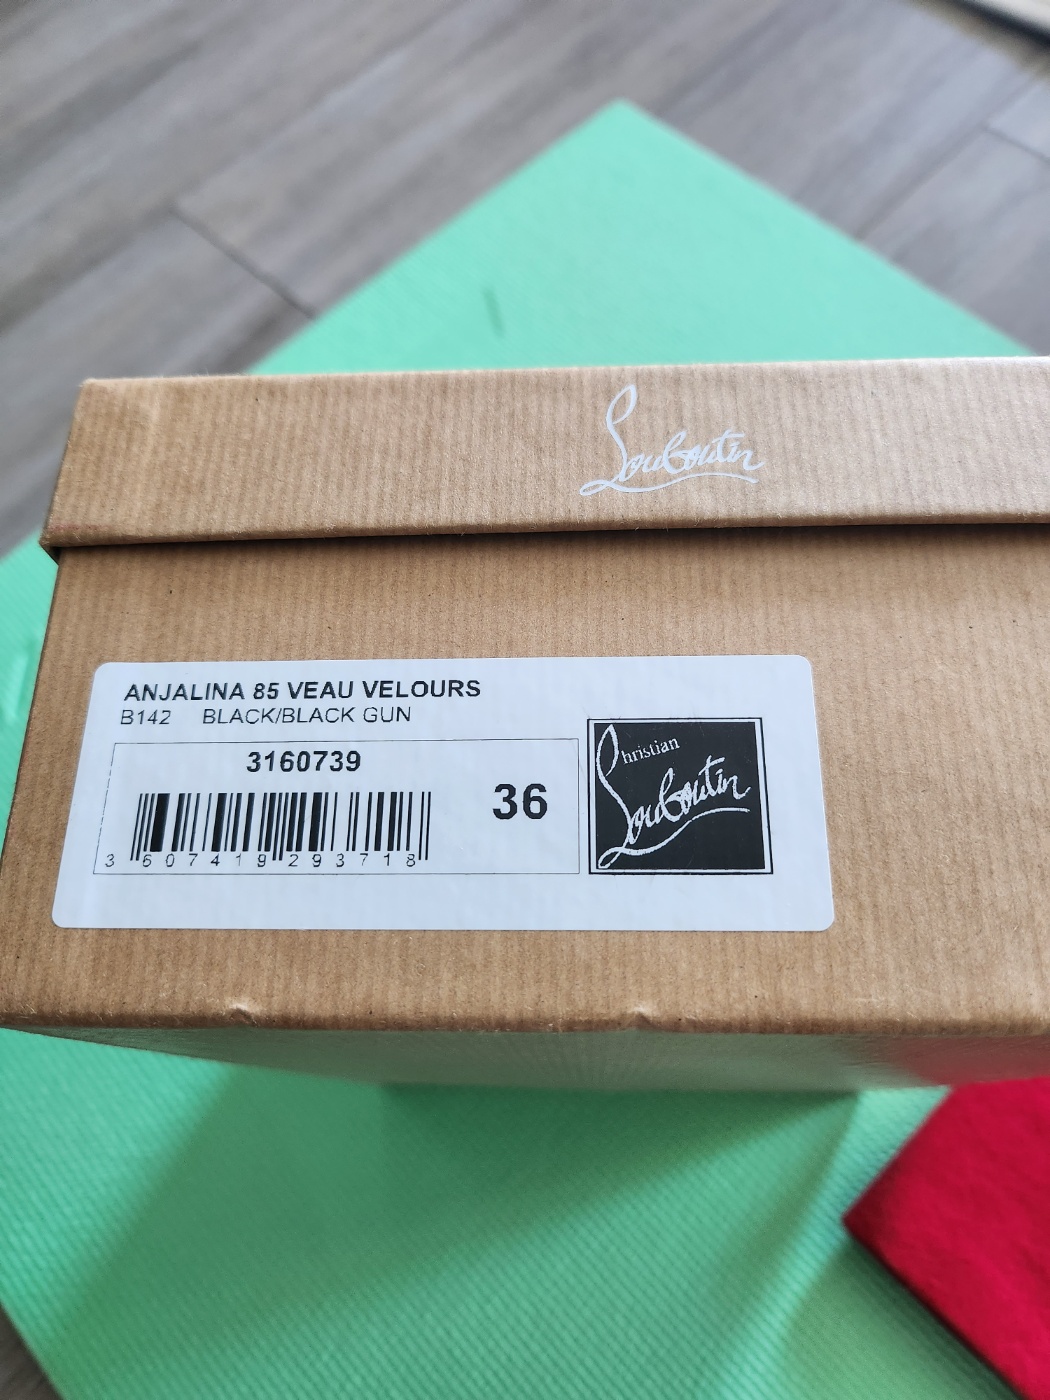 Louboutin
ANJALINA 85 VEAU VELOURS
B142 BLACK/BLACK GUN
3160739
36
3 607419 293718
Christian
Louboutin